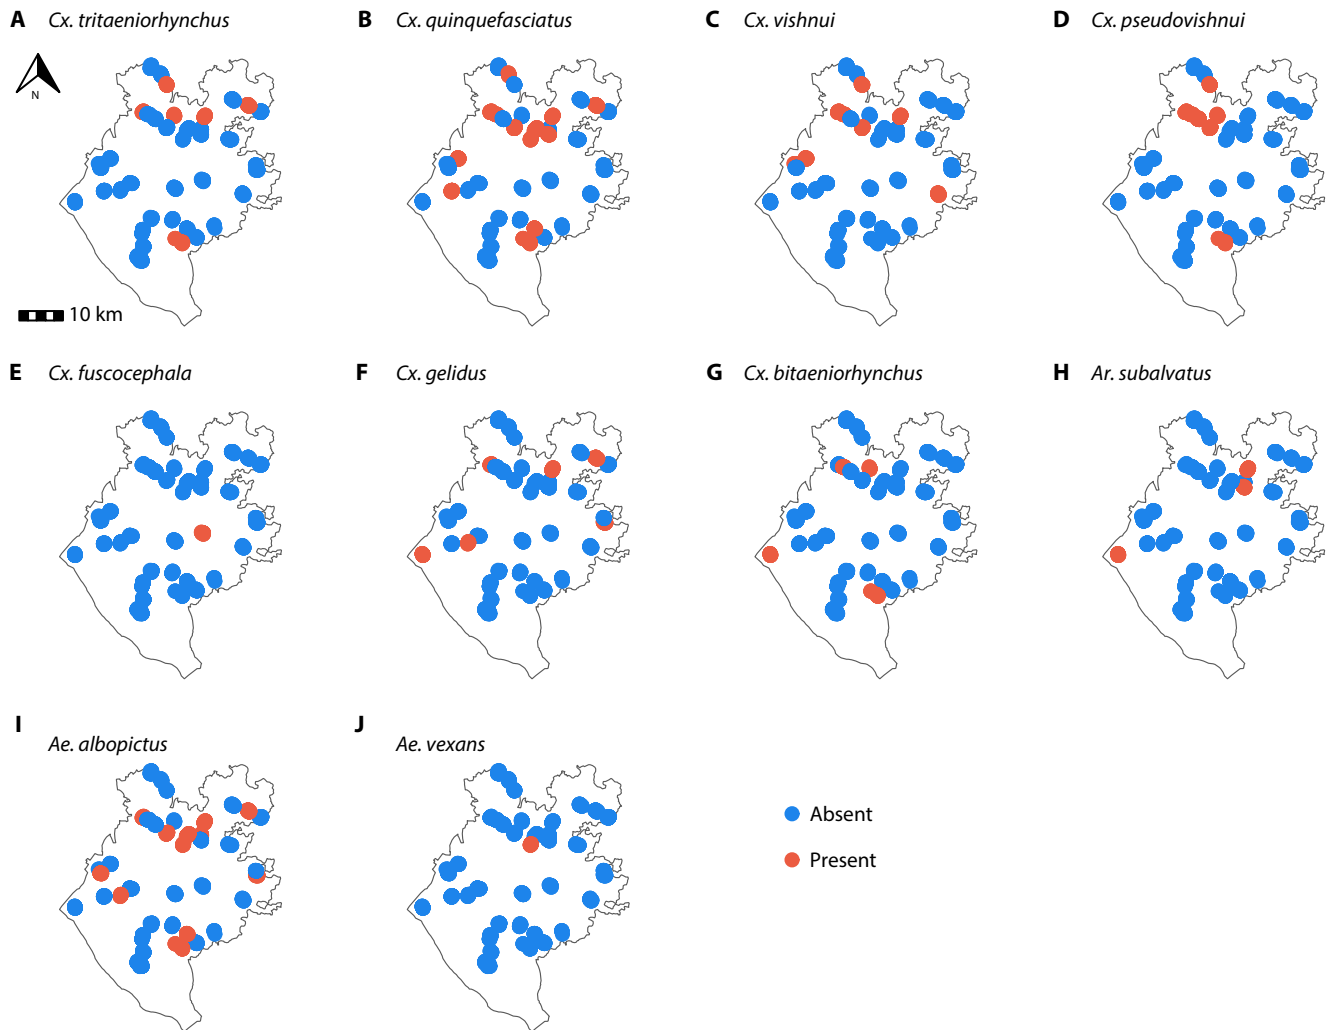 A Cx. tritaeniorhynchus
B Cx. quinquefasciatus
C Cx. vishnui
D Cx. pseudovishnui
N
10 km
E Cx. fuscocephala
F Cx. gelidus
G Cx. bitaeniorhynchus
H Ar. subalvatus
I
Ae. albopictus
J
Ae. vexans
Absent
Present